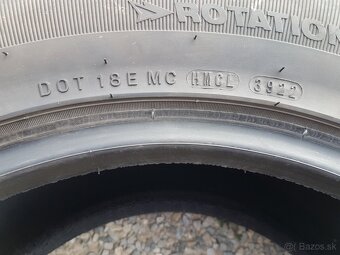 ROTATION
DOT 18E MC HMCL 3922
Bazos.sk